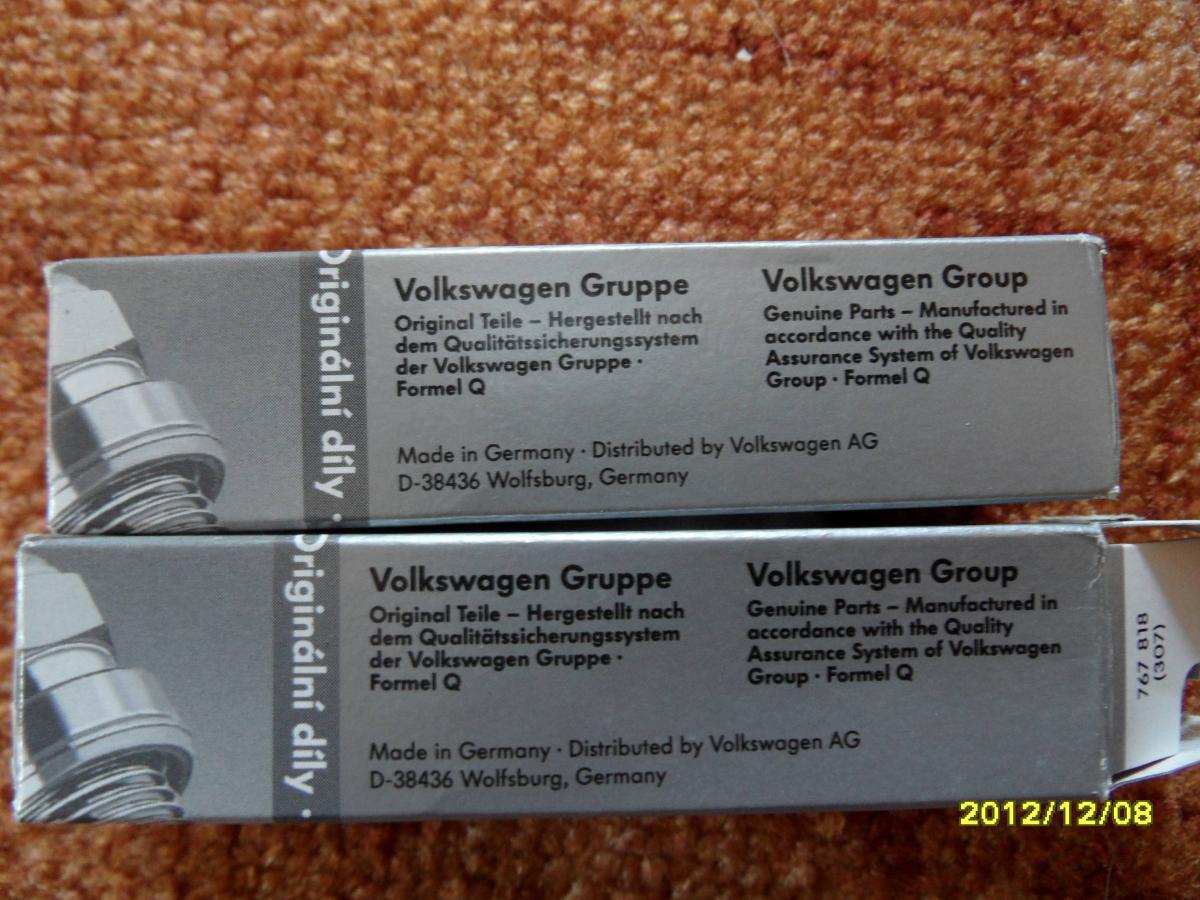 Originální díly ·
Volkswagen Gruppe
Original Teile – Hergestellt nach
dem Qualitätssicherungssystem
der Volkswagen Gruppe ·
Formel Q
Volkswagen Group
Genuine Parts – Manufactured in
accordance with the Quality
Assurance System of Volkswagen
Group · Formel Q
Made in Germany · Distributed by Volkswagen AG
D-38436 Wolfsburg, Germany
Originální díly ·
Volkswagen Gruppe
Original Teile – Hergestellt nach
dem Qualitätssicherungssystem
der Volkswagen Gruppe ·
Formel Q
Volkswagen Group
Genuine Parts – Manufactured in
accordance with the Quality
Assurance System of Volkswagen
Group · Formel Q
Made in Germany · Distributed by Volkswagen AG
D-38436 Wolfsburg, Germany
767 818
(307)
2012/12/08